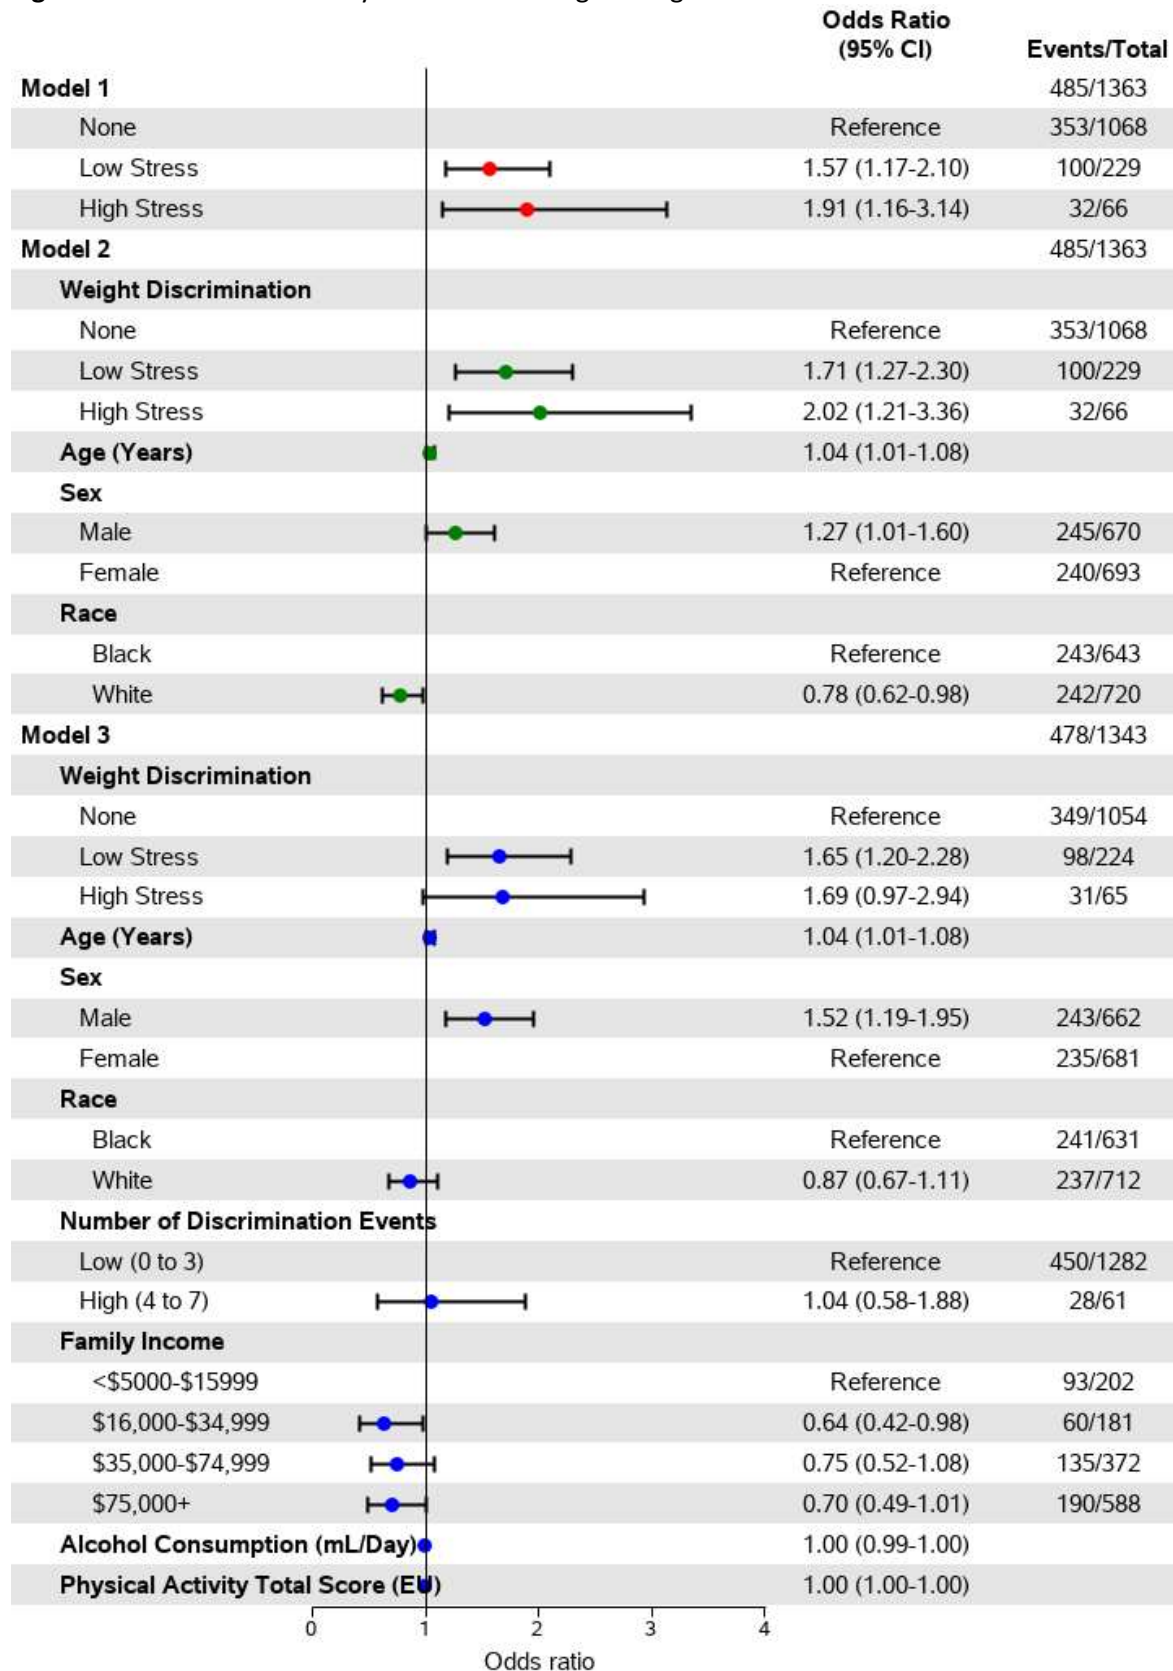 Odds Ratio
(95% CI) Events/Total
Model 1 485/1363
None Reference 353/1068
Low Stress 1.57 (1.17-2.10) 100/229
High Stress 1.91 (1.16-3.14) 32/66
Model 2 485/1363
Weight Discrimination
None Reference 353/1068
Low Stress 1.71 (1.27-2.30) 100/229
High Stress 2.02 (1.21-3.36) 32/66
Age (Years) 1.04 (1.01-1.08)
Sex
Male 1.27 (1.01-1.60) 245/670
Female Reference 240/693
Race
Black Reference 243/643
White 0.78 (0.62-0.98) 242/720
Model 3 478/1343
Weight Discrimination
None Reference 349/1054
Low Stress 1.65 (1.20-2.28) 98/224
High Stress 1.69 (0.97-2.94) 31/65
Age (Years) 1.04 (1.01-1.08)
Sex
Male 1.52 (1.19-1.95) 243/662
Female Reference 235/681
Race
Black Reference 241/631
White 0.87 (0.67-1.11) 237/712
Number of Discrimination Events
Low (0 to 3) Reference 450/1282
High (4 to 7) 1.04 (0.58-1.88) 28/61
Family Income
<$5000-$15999 Reference 93/202
$16,000-$34,999 0.64 (0.42-0.98) 60/181
$35,000-$74,999 0.75 (0.52-1.08) 135/372
$75,000+ 0.70 (0.49-1.01) 190/588
Alcohol Consumption (mL/Day) 1.00 (0.99-1.00)
Physical Activity Total Score (EU) 1.00 (1.00-1.00)
0 1 2 3 4
Odds ratio